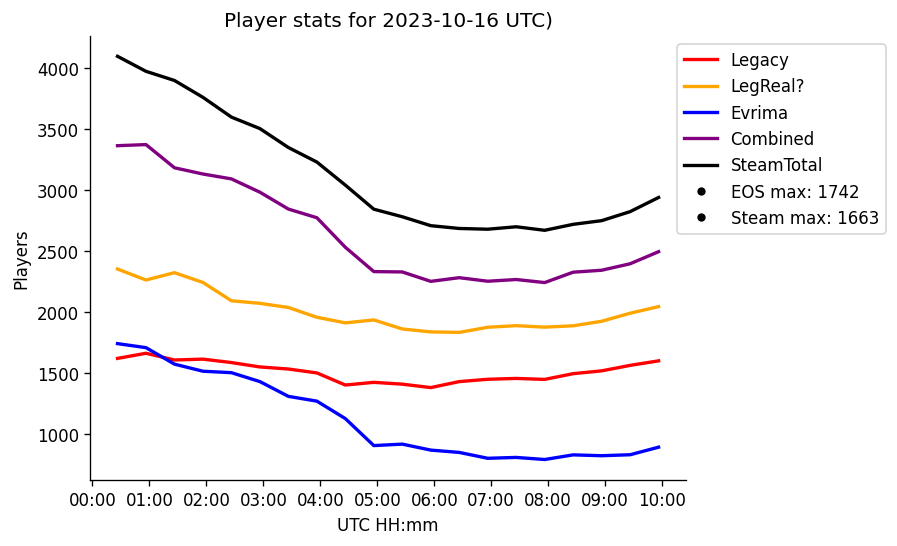 Player stats for 2023-10-16 UTC)
Players
4000
3500
3000
2500
2000
1500
1000
00:00 01:00 02:00 03:00 04:00 05:00 06:00 07:00 08:00 09:00 10:00
UTC HH:mm
Legacy
LegReal?
Evrima
Combined
SteamTotal
EOS max: 1742
Steam max: 1663